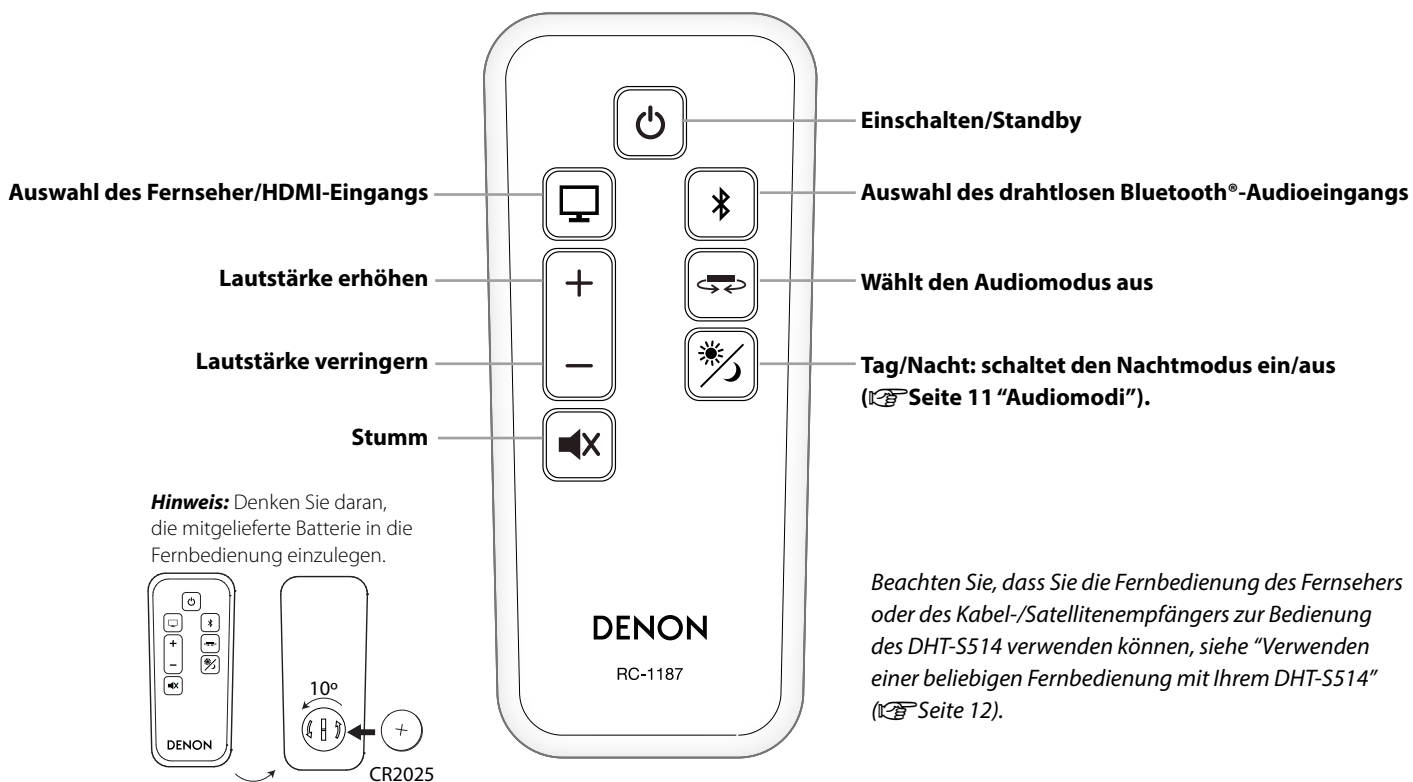 Einschalten/Standby
Auswahl des Fernseher/HDMI-Eingangs
Auswahl des drahtlosen Bluetooth®-Audioeingangs
Lautstärke erhöhen
Wählt den Audiomodus aus
Lautstärke verringern
Tag/Nacht: schaltet den Nachtmodus ein/aus
(☞Seite 11 “Audiomodi”).
Stumm
Hinweis: Denken Sie daran,
die mitgelieferte Batterie in die
Fernbedienung einzulegen.
10º
DENON
CR2025
DENON
RC-1187
Beachten Sie, dass Sie die Fernbedienung des Fernsehers
oder des Kabel-/Satellitenempfängers zur Bedienung
des DHT-S514 verwenden können, siehe “Verwenden
einer beliebigen Fernbedienung mit Ihrem DHT-S514”
(☞Seite 12).